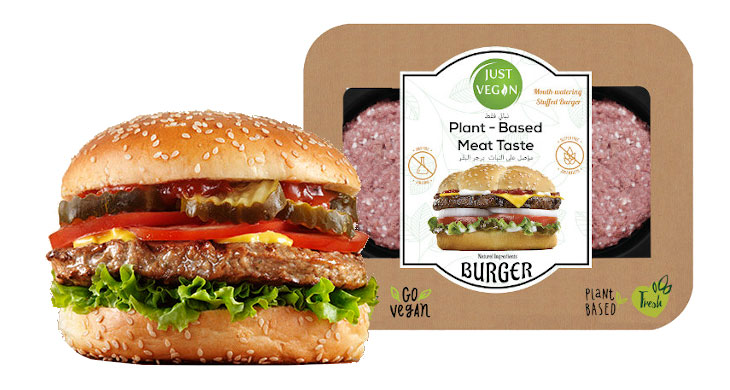 JUST
VEGAN
Mouth-watering
Stuffed Burger
نباتي فقط
Plant - Based
Meat Taste
Natural Ingredients
BURGER
GO
vegan
PLANT
BASED
Fresh